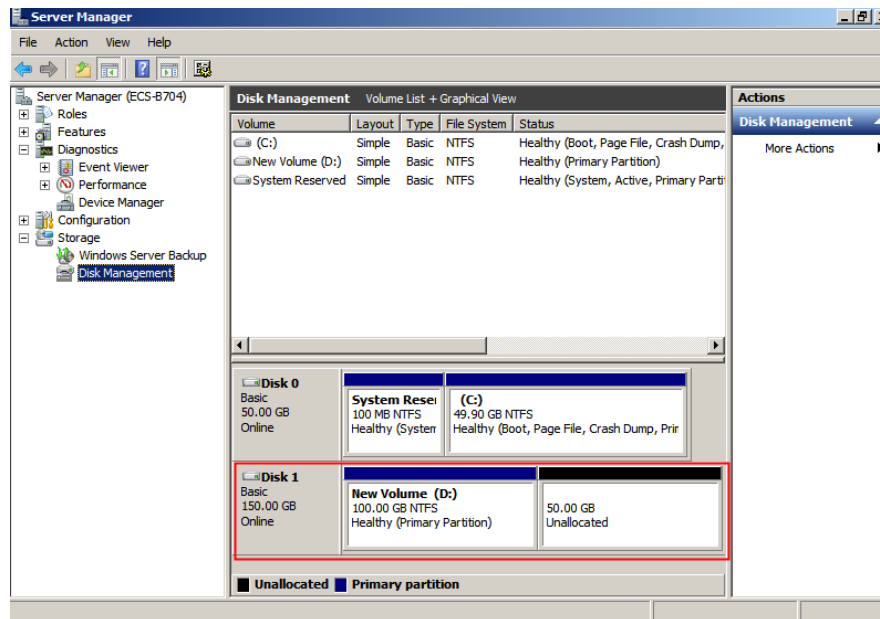 Server Manager
File Action View Help
Server Manager (ECS-B704)
Roles
Features
Diagnostics
Event Viewer
Performance
Device Manager
Configuration
Storage
Windows Server Backup
Disk Management
Disk Management Volume List + Graphical View
Volume Layout Type File System Status
(C:) Simple Basic NTFS Healthy (Boot, Page File, Crash Dump,
New Volume (D:) Simple Basic NTFS Healthy (Primary Partition)
System Reserved Simple Basic NTFS Healthy (System, Active, Primary Parti
Disk 0
Basic
50.00 GB
Online
System Reser
100 MB NTFS
Healthy (System
(C:)
49.90 GB NTFS
Healthy (Boot, Page File, Crash Dump, Prir
Disk 1
Basic
150.00 GB
Online
New Volume (D:)
100.00 GB NTFS
Healthy (Primary Partition)
50.00 GB
Unallocated
Unallocated Primary partition
Actions
Disk Management
More Actions